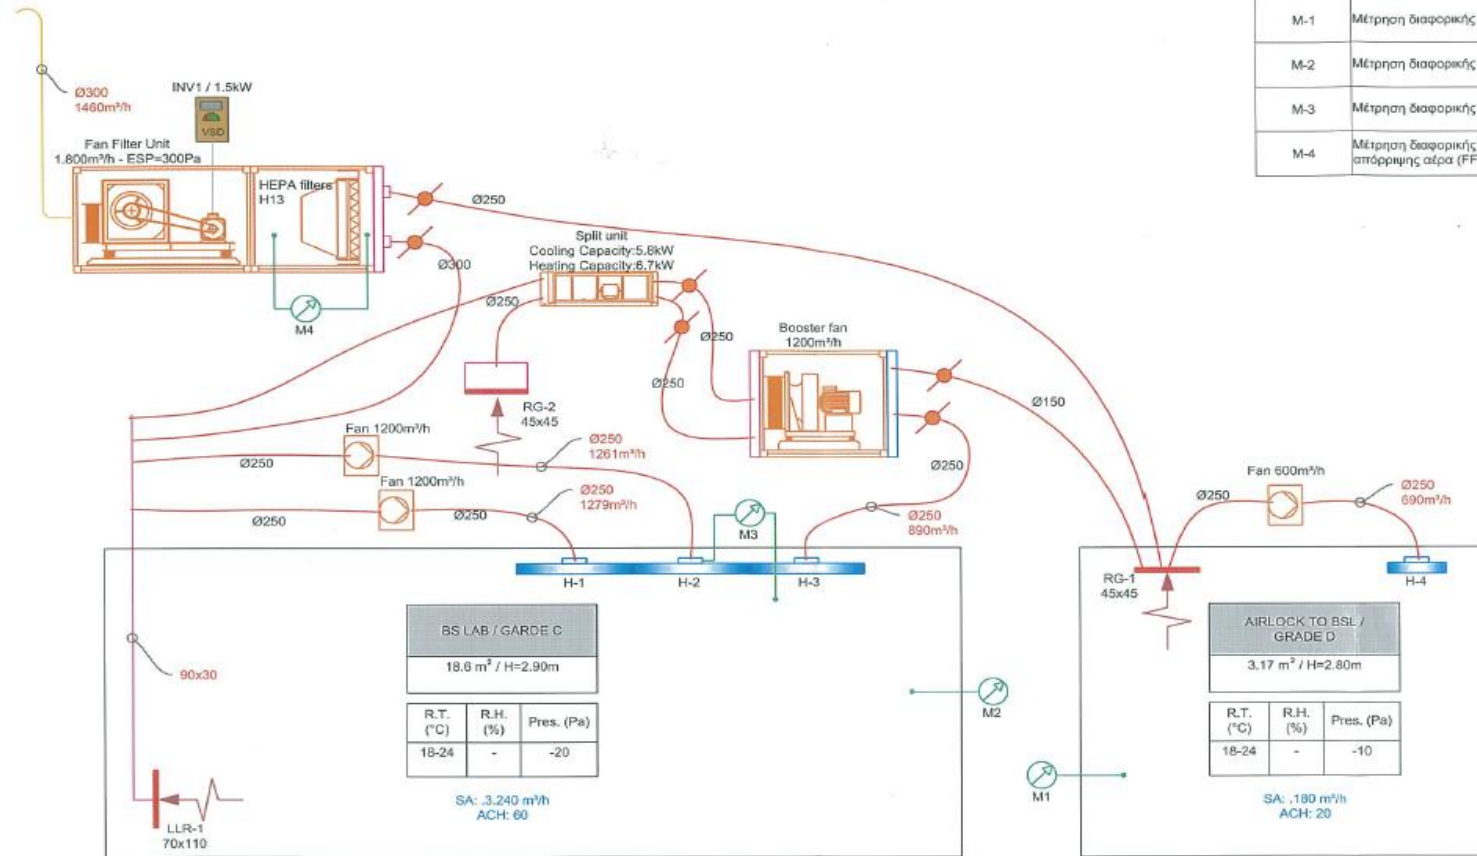 M-1
Μέτρηση διαφορικής
M-2
Μέτρηση διαφορικής
M-3
Μέτρηση διαφορικής
M-4
Μέτρηση διαφορικής
απόρριψης αέρα (FF
Ø300
1460m³/h
INV1 / 1.5kW
VSD
Fan Filter Unit
1.800m³/h - ESP=300Pa
HEPA filters
H13
M4
Ø250
Ø300
Split unit
Cooling Capacity:5.8kW
Heating Capacity:6.7kW
Ø250
Ø250
Ø250
Booster fan
1200m³/h
Ø150
Ø250
RG-2
45x45
Fan 1200m³/h
Ø250
Ø250
1261m³/h
Fan 1200m³/h
Ø250
Ø250
Ø250
1279m³/h
M3
Ø250
890m³/h
Fan 600m³/h
Ø250
Ø250
690m³/h
H-1
H-2
H-3
RG-1
45x45
H-4
BS LAB / GARDE C
18.6 m² / H=2.90m
R.T.
(°C)
R.H.
(%)
Pres. (Pa)
18-24
-
-20
SA: .3.240 m³/h
ACH: 60
90x30
LLR-1
70x110
M2
M1
AIRLOCK TO BSL /
GRADE D
3.17 m² / H=2.80m
R.T.
(°C)
R.H.
(%)
Pres. (Pa)
18-24
-
-10
SA: .180 m³/h
ACH: 20